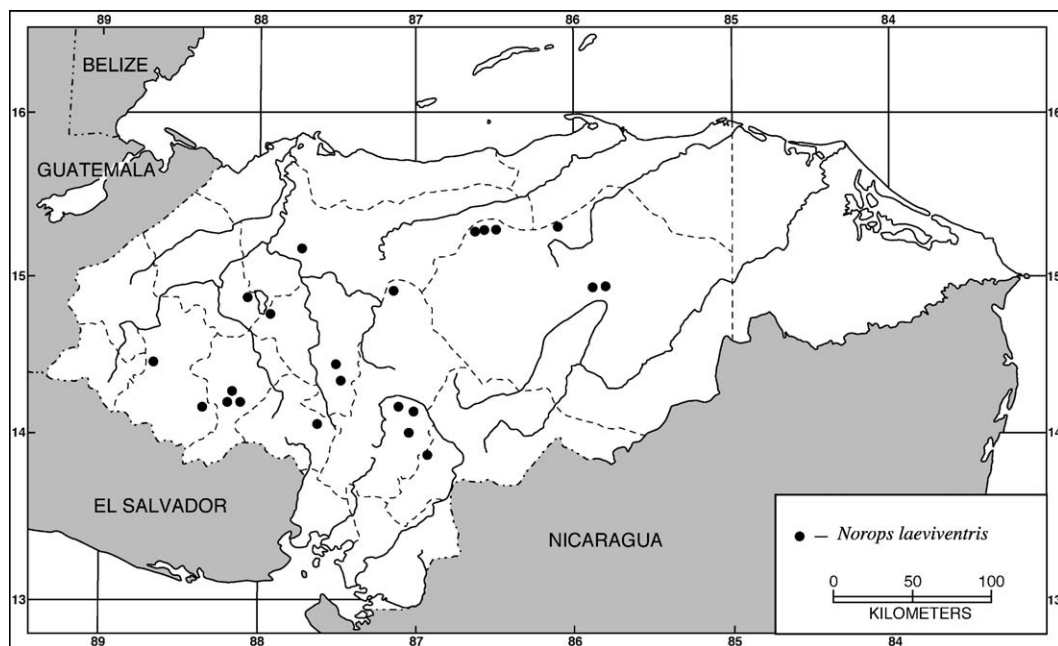 89 88 87 86 85 84
BELIZE
16 16
GUATEMALA
15 15
14 14
EL SALVADOR
NICARAGUA
● – Norops laeviventris
0 50 100
KILOMETERS
13 13
89 88 87 86 85 84